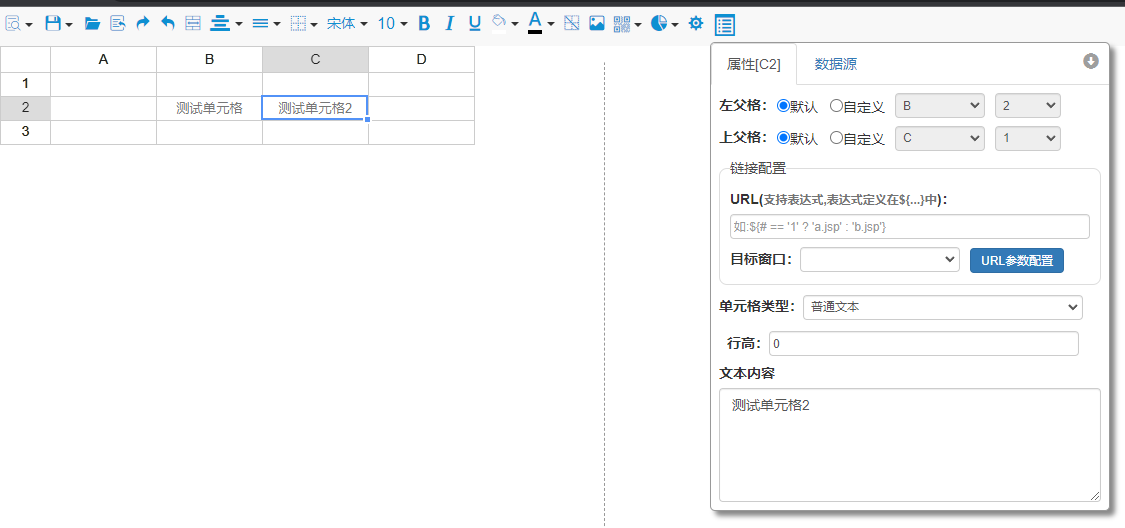 宋体 10 B I U A
A B C D
1
2 测试单元格 测试单元格2
3
属性[C2] 数据源
左父格： 默认 自定义 B 2
上父格： 默认 自定义 C 1
链接配置
URL(支持表达式,表达式定义在${...}中)：
如:${# == '1' ? 'a.jsp' : 'b.jsp'}
目标窗口： URL参数配置
单元格类型： 普通文本
行高： 0
文本内容
测试单元格2